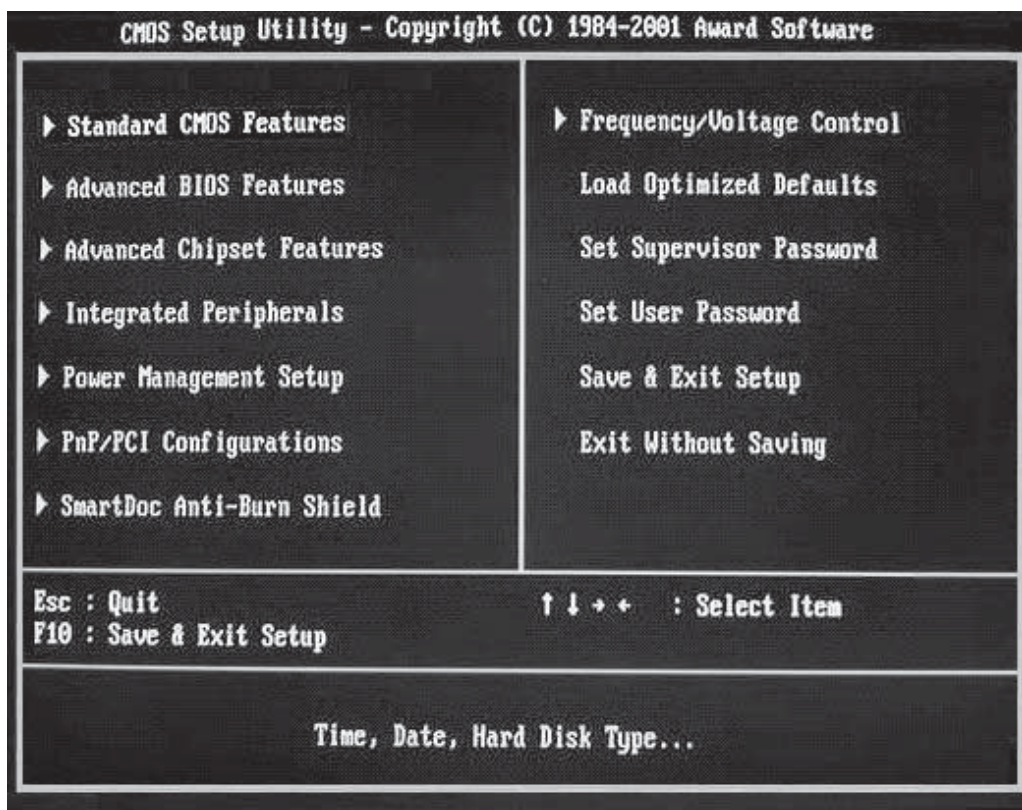 CMOS Setup Utility - Copyright (C) 1984-2001 Award Software
Standard CMOS Features
Advanced BIOS Features
Advanced Chipset Features
Integrated Peripherals
Power Management Setup
PnP/PCI Configurations
SmartDoc Anti-Burn Shield
Frequency/Voltage Control
Load Optimized Defaults
Set Supervisor Password
Set User Password
Save & Exit Setup
Exit Without Saving
Esc : Quit
F10 : Save & Exit Setup
↑ ↓ → ← : Select Item
Time, Date, Hard Disk Type...